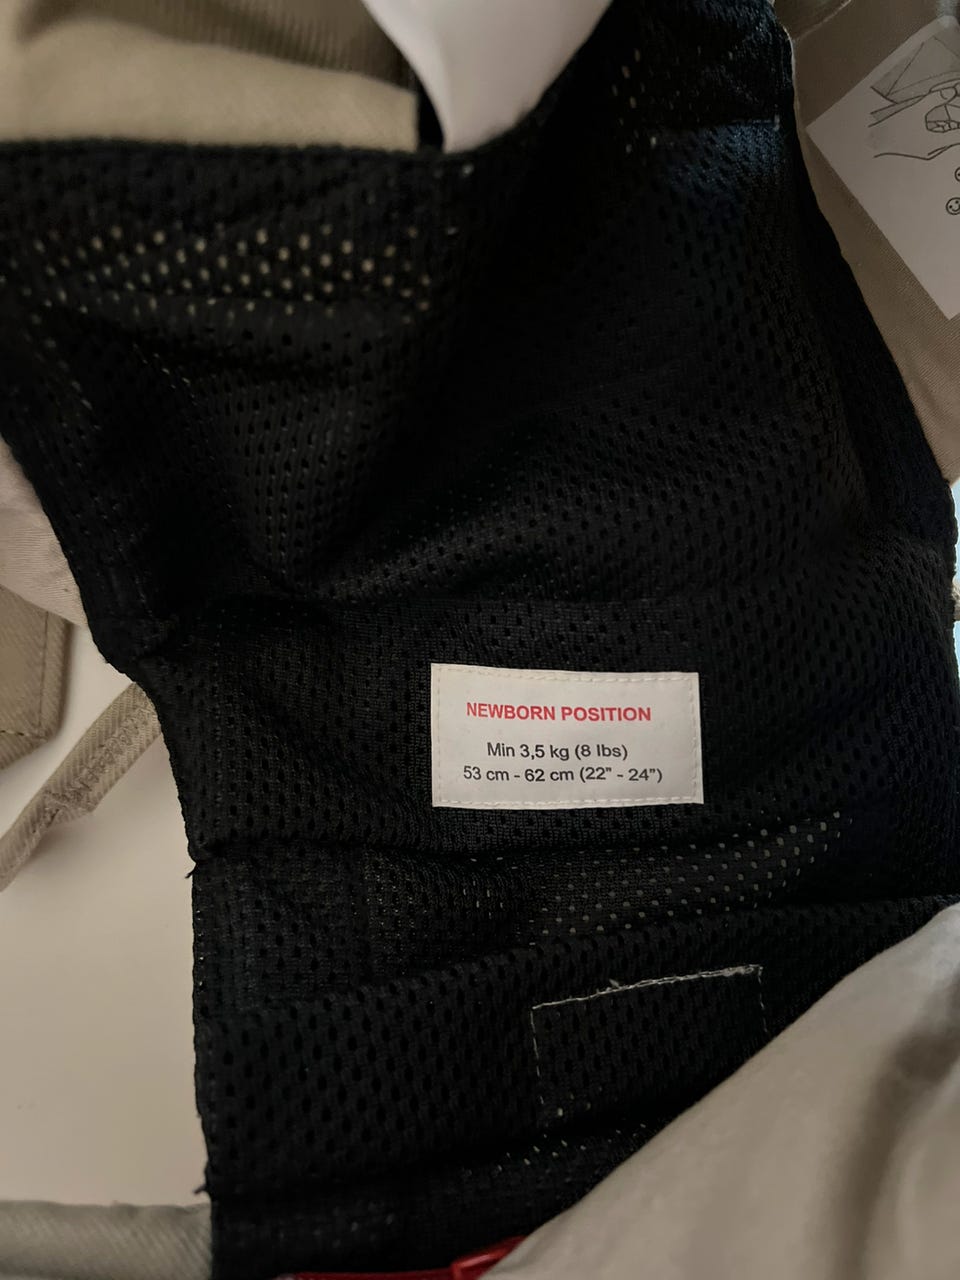 NEWBORN POSITION
Min 3,5 kg (8 lbs)
53 cm - 62 cm (22" - 24")